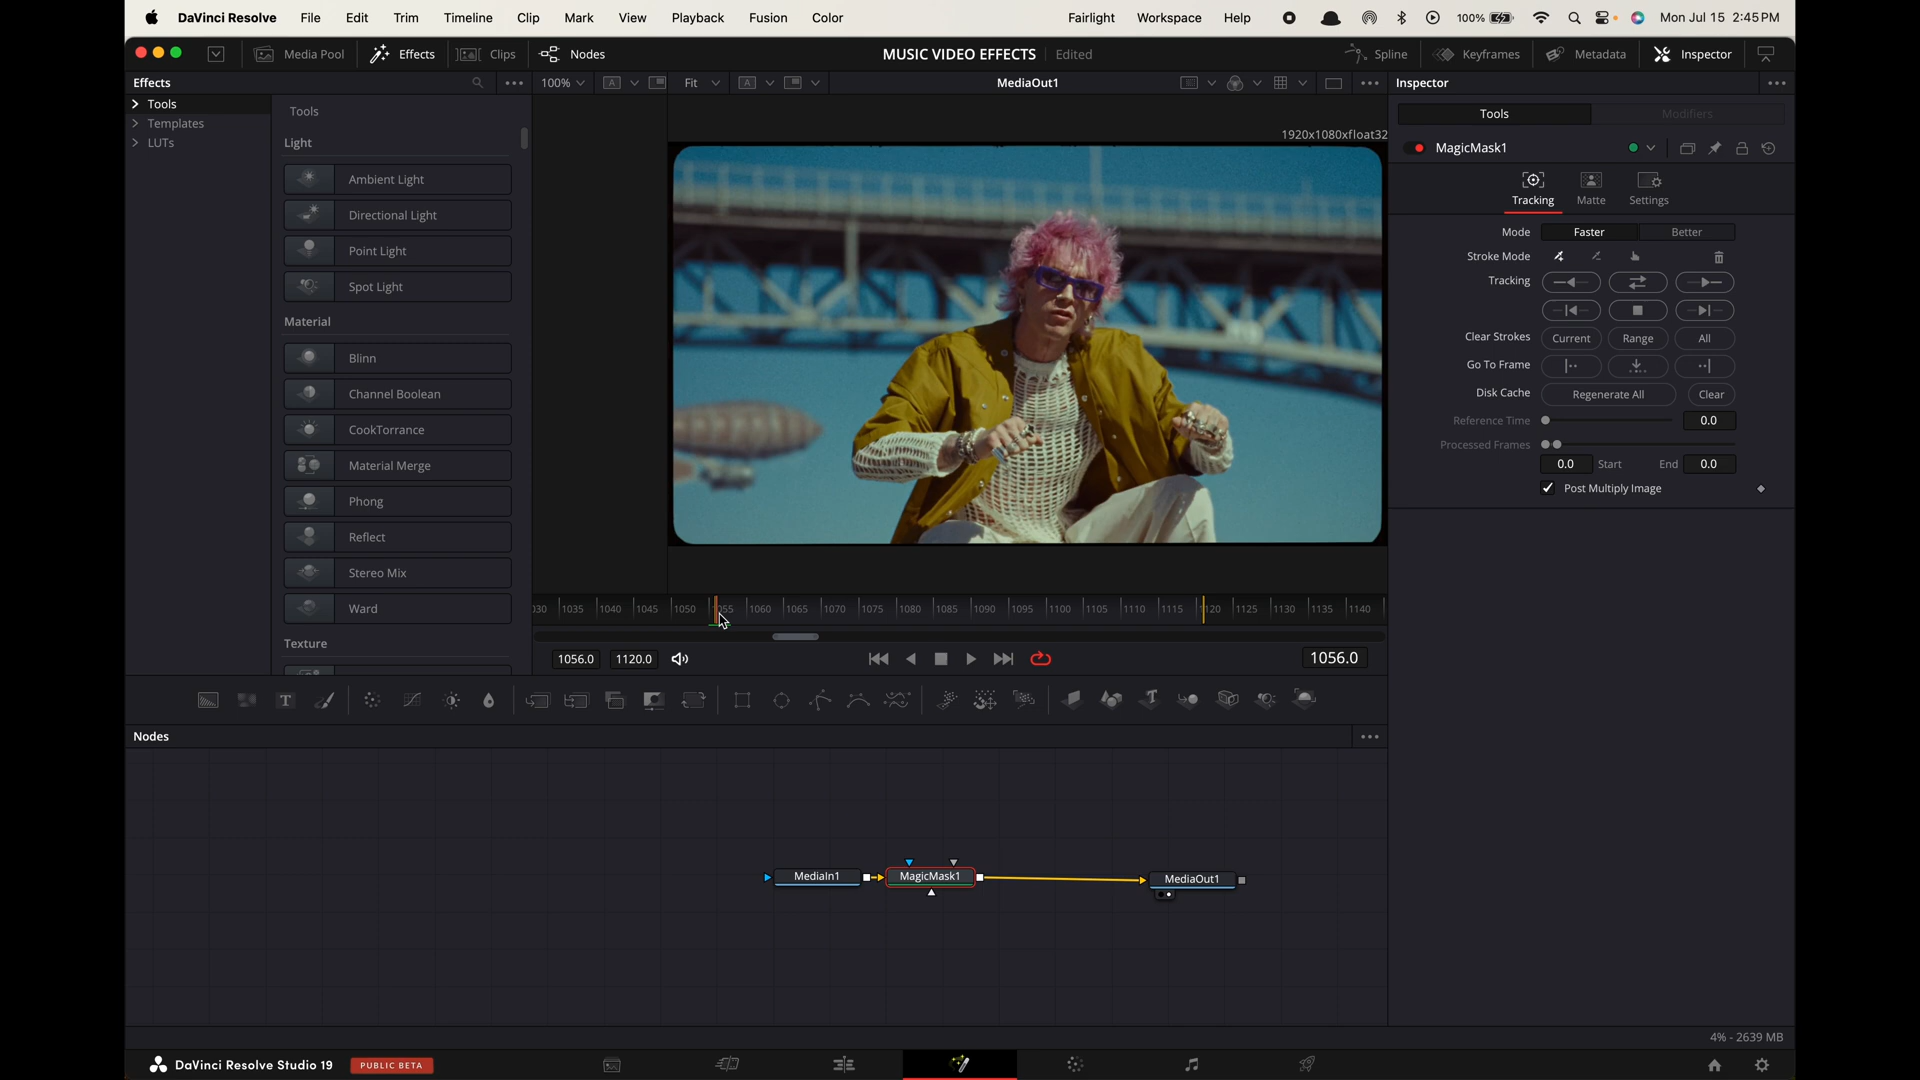 DaVinci Resolve File Edit Trim Timeline Clip Mark View Playback Fusion Color Fairlight Workspace Help 100% Mon Jul 15 2:45 PM
Media Pool Effects Clips Nodes MUSIC VIDEO EFFECTS Edited Spline Keyframes Metadata Inspector
Effects 100% Fit MediaOut1 Inspector
Tools
Templates
LUTs
Tools
Light
Ambient Light
Directional Light
Point Light
Spot Light
Material
Blinn
Channel Boolean
CookTorrance
Material Merge
Phong
Reflect
Stereo Mix
Ward
Texture
1920x1080xfloat32
Tools Modifiers
MagicMask1
Tracking Matte Settings
Mode Faster Better
Stroke Mode
Tracking
Clear Strokes Current Range All
Go To Frame
Disk Cache Regenerate All Clear
Reference Time 0.0
Processed Frames
0.0 Start End 0.0
Post Multiply Image
1035 1040 1045 1050 1060 1065 1070 1075 1080 1085 1090 1095 1100 1105 1110 1115 1125 1130 1135 1140
1056.0 1120.0 1056.0
Nodes
MediaIn1 MagicMask1 MediaOut1
4% - 2639 MB
DaVinci Resolve Studio 19 PUBLIC BETA